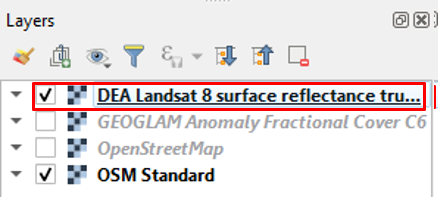 Layers
DEA Landsat 8 surface reflectance tru...
GEOGLAM Anomaly Fractional Cover C6
OpenStreetMap
OSM Standard